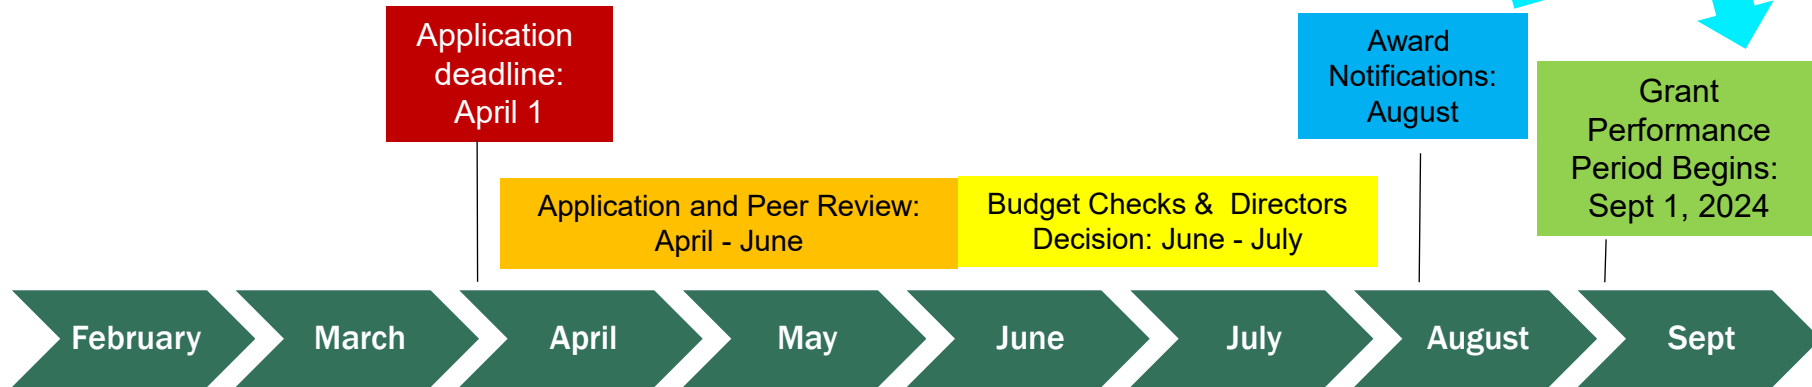 Application
deadline:
April 1
Award
Notifications:
August
Grant
Performance
Period Begins:
Sept 1, 2024
Application and Peer Review:
April - June
Budget Checks &  Directors
Decision: June - July
February
March
April
May
June
July
August
Sept